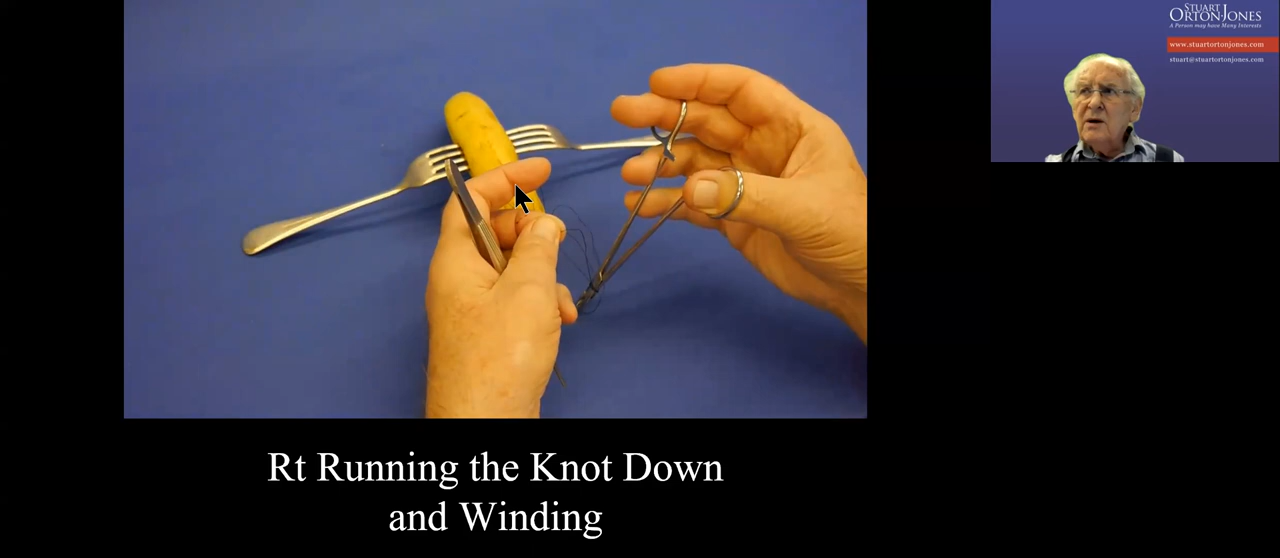 STUART
ORTON-JONES
A Person may have Many Interests
www.stuartortonjones.com
stuart@stuartortonjones.com
Rt Running the Knot Down
and Winding